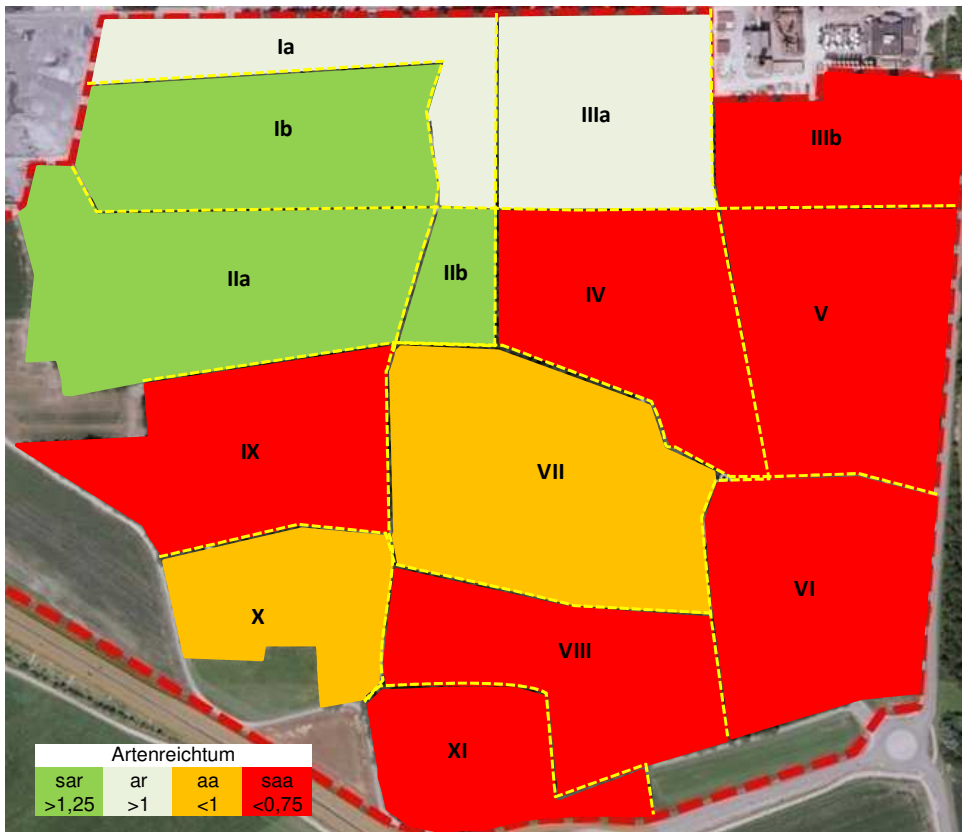 Ia
Ib
IIIa
IIIb
IIa
IIb
IV
V
IX
VII
VI
X
VIII
XI
Artenreichtum
sar ar aa saa
>1,25 >1 <1 <0,75